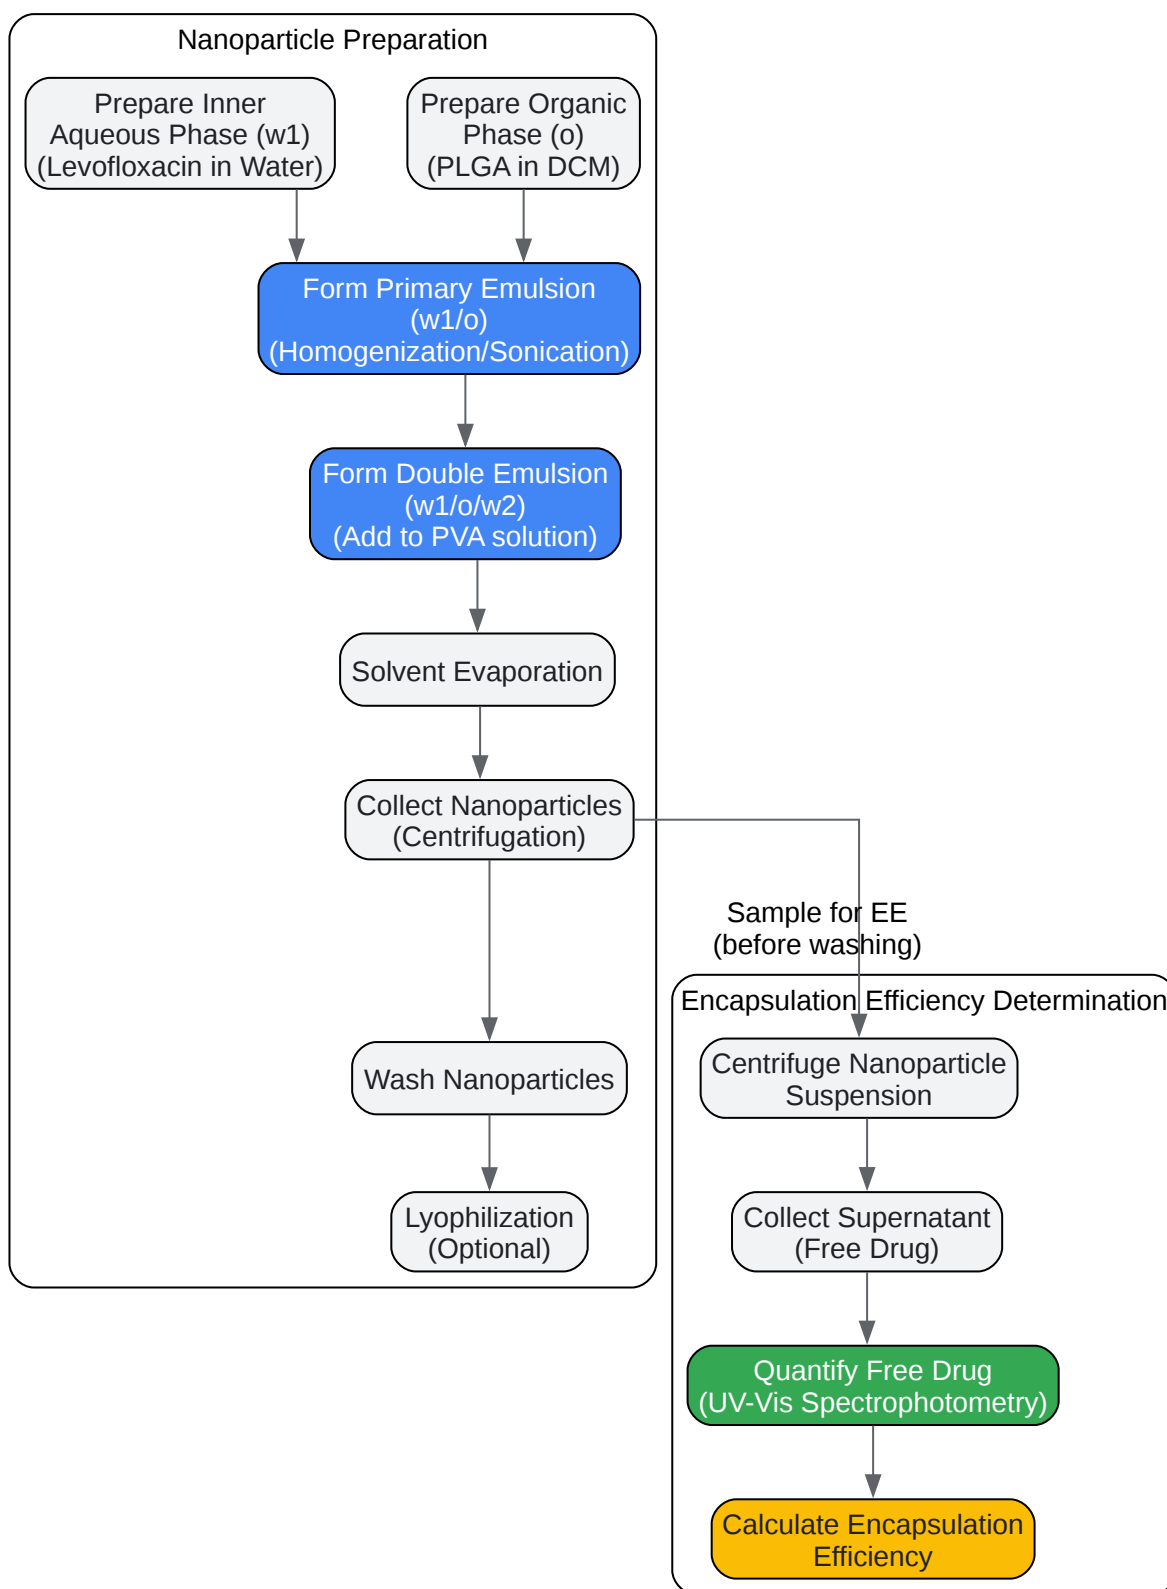 Nanoparticle Preparation
Prepare Inner
Aqueous Phase (w1)
(Levofloxacin in Water)
Prepare Organic
Phase (o)
(PLGA in DCM)
Form Primary Emulsion
(w1/o)
(Homogenization/Sonication)
Form Double Emulsion
(w1/o/w2)
(Add to PVA solution)
Solvent Evaporation
Collect Nanoparticles
(Centrifugation)
Wash Nanoparticles
Lyophilization
(Optional)
Sample for EE
(before washing)
Encapsulation Efficiency Determination
Centrifuge Nanoparticle
Suspension
Collect Supernatant
(Free Drug)
Quantify Free Drug
(UV-Vis Spectrophotometry)
Calculate Encapsulation
Efficiency